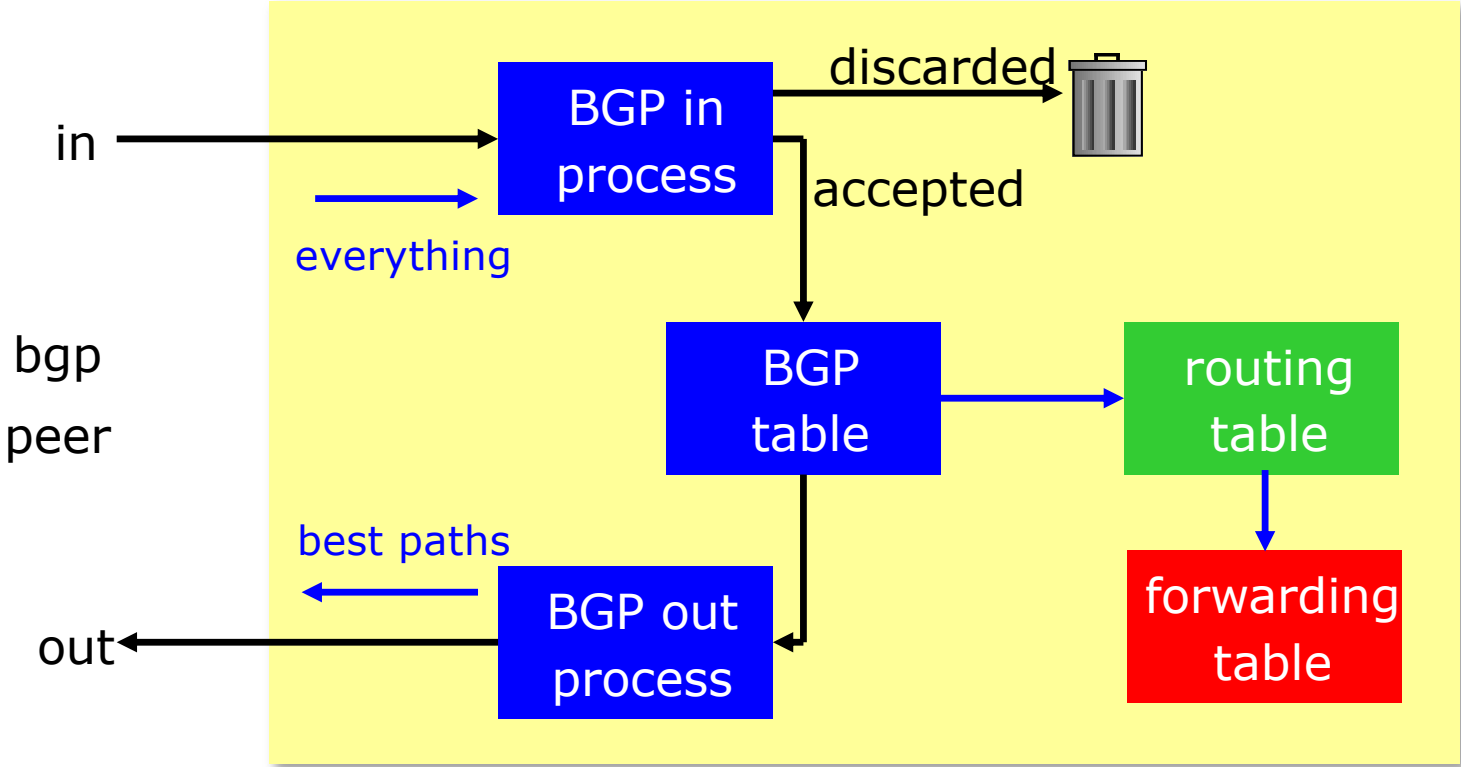 discarded
BGP in
process
in
accepted
everything
bgp
peer
BGP
table
routing
table
best paths
BGP out
process
out
forwarding
table